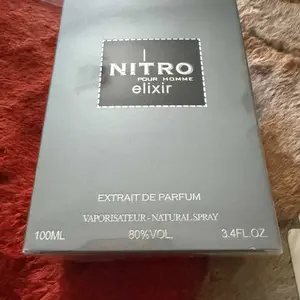 NITRO
POUR HOMME
elixir
EXTRAIT DE PARFUM
VAPORISATEUR - NATURAL SPRAY
100ML 80%VOL. 3.4FL.OZ.